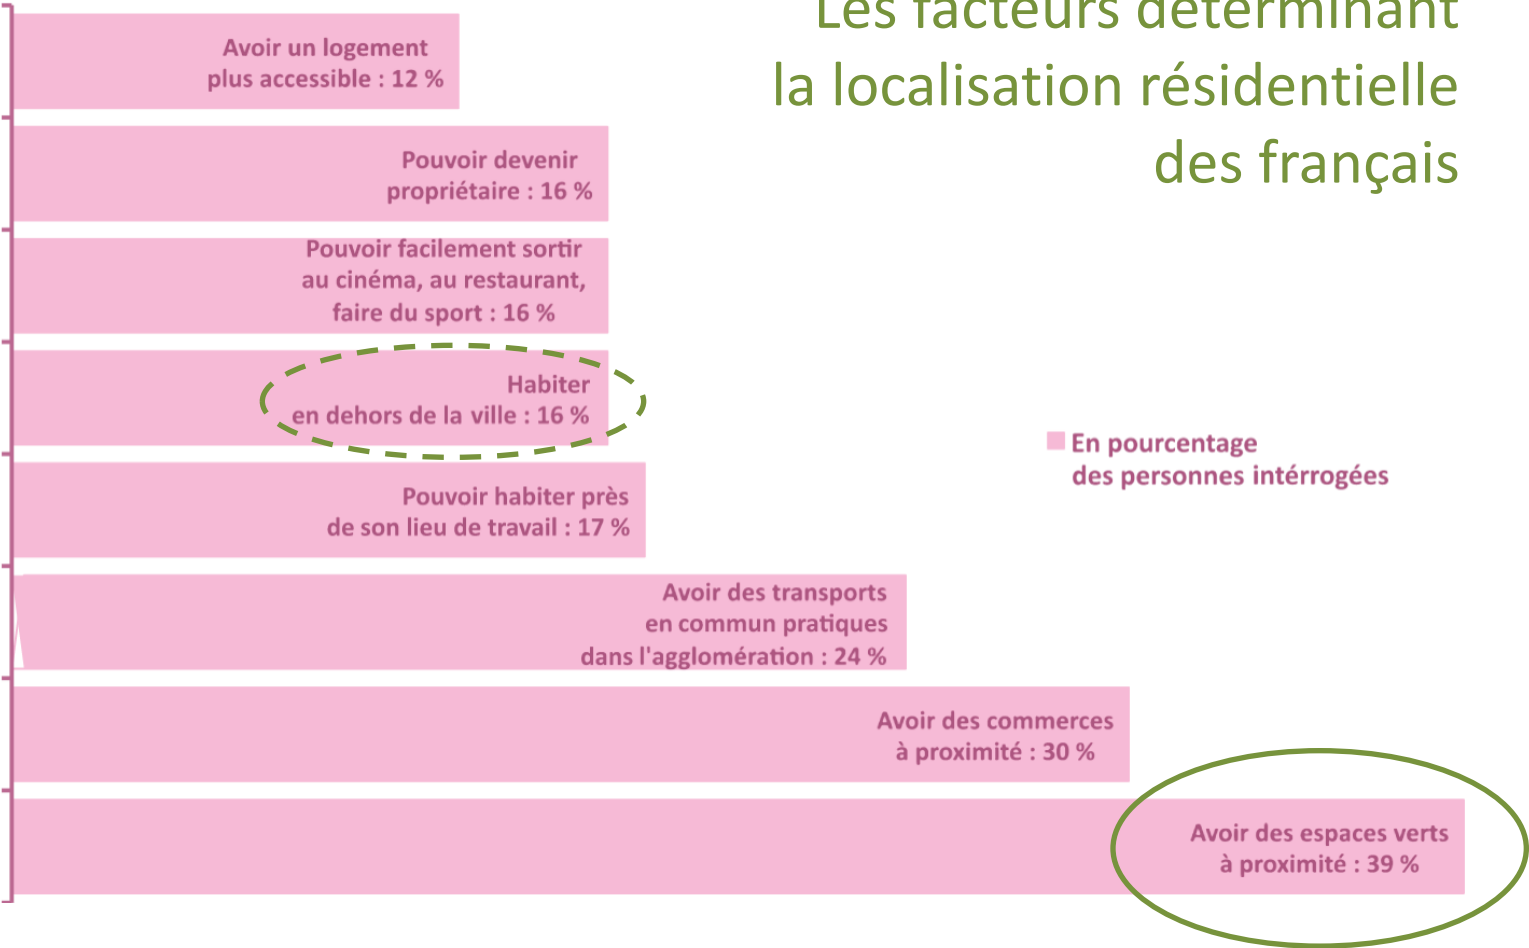 Les facteurs déterminant
la localisation résidentielle
des français
Avoir un logement
plus accessible : 12 %
Pouvoir devenir
propriétaire : 16 %
Pouvoir facilement sortir
au cinéma, au restaurant,
faire du sport : 16 %
Habiter
en dehors de la ville : 16 %
En pourcentage
des personnes intérrogées
Pouvoir habiter près
de son lieu de travail : 17 %
Avoir des transports
en commun pratiques
dans l'agglomération : 24 %
Avoir des commerces
à proximité : 30 %
Avoir des espaces verts
à proximité : 39 %